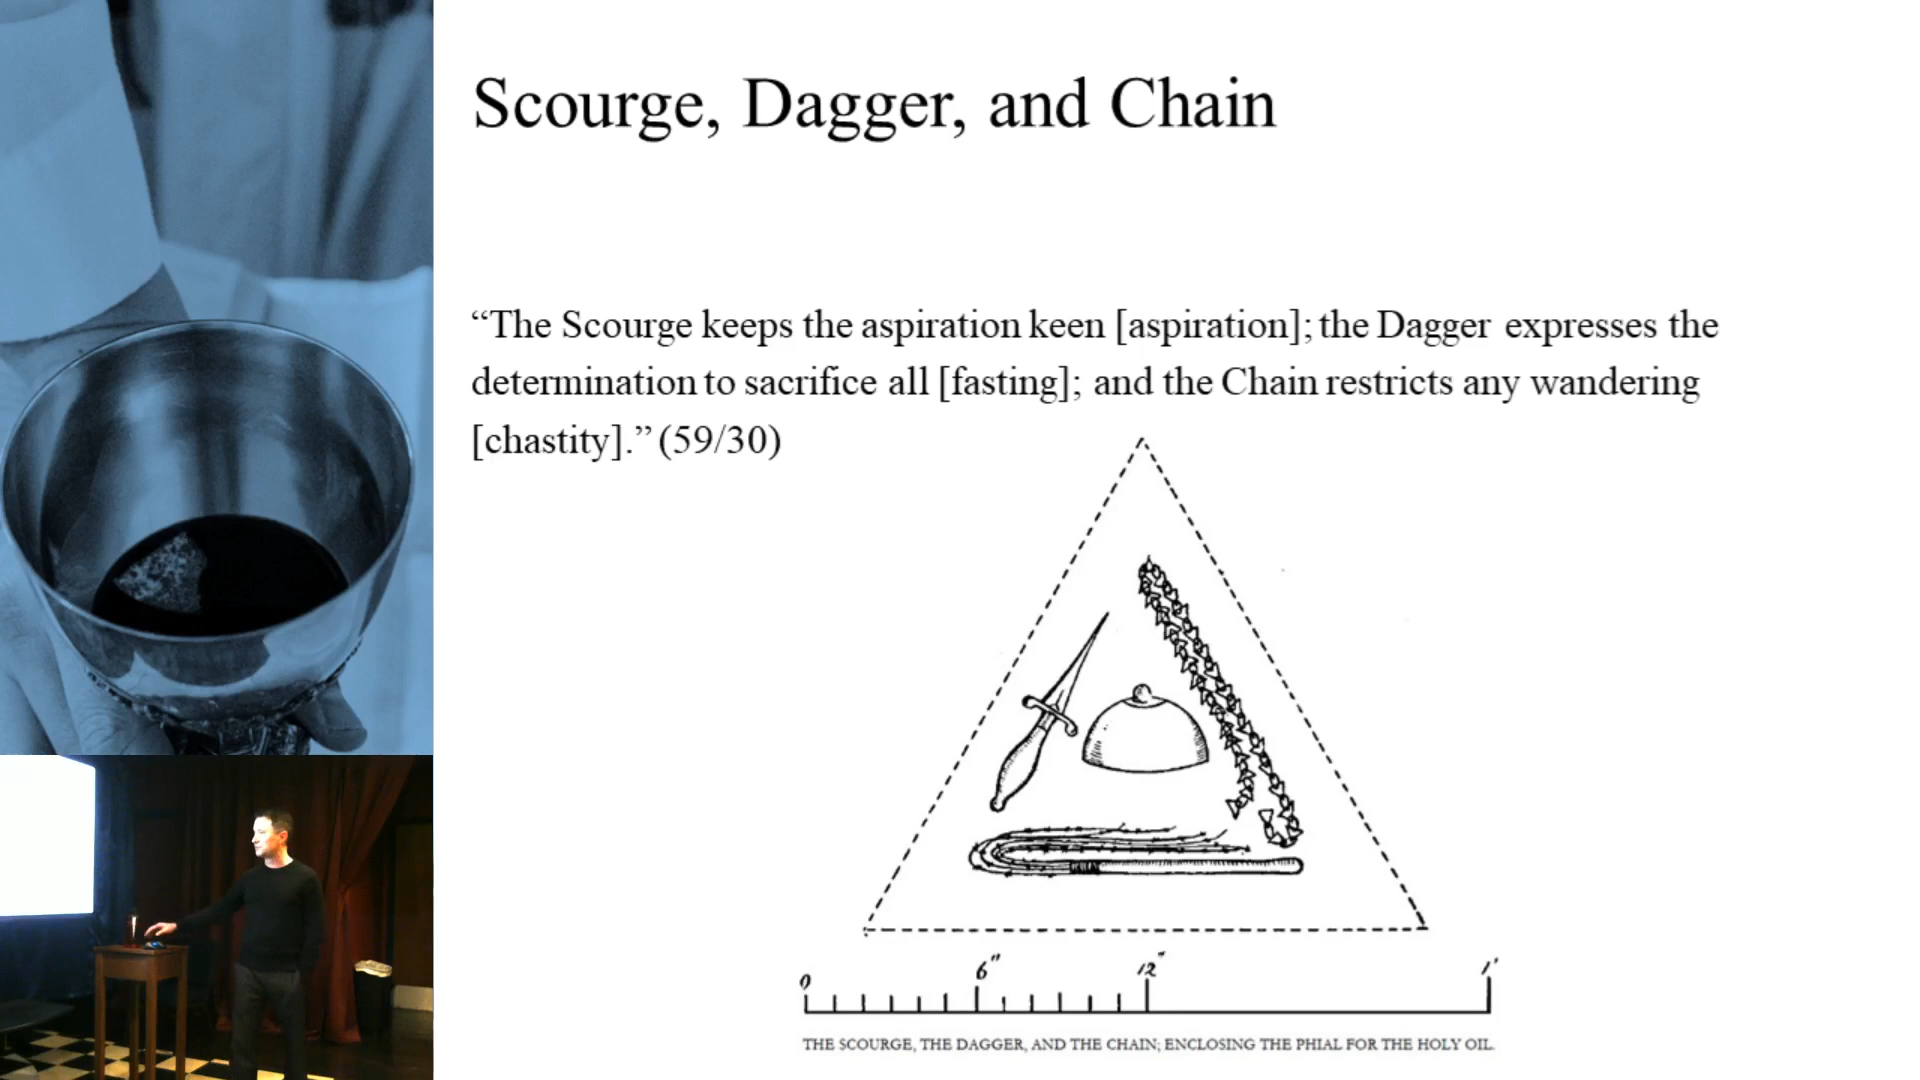 Scourge, Dagger, and Chain
“The Scourge keeps the aspiration keen [aspiration]; the Dagger expresses the
determination to sacrifice all [fasting]; and the Chain restricts any wandering
[chastity].” (59/30)
0 6" 12" 1'
THE SCOURGE, THE DAGGER, AND THE CHAIN; ENCLOSING THE PHIAL FOR THE HOLY OIL.